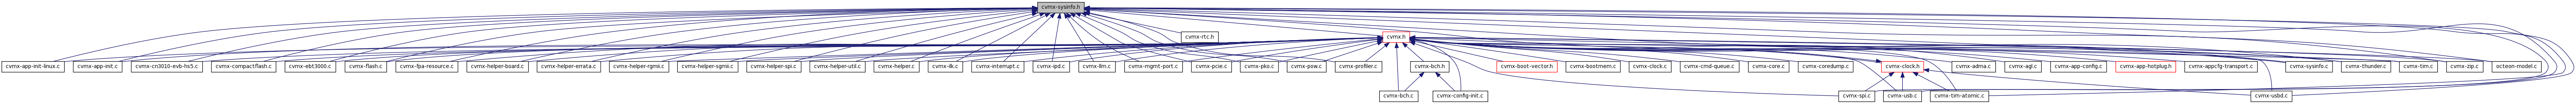 cvmx-sysinfo.h
cvmx-rtc.h
cvmx.h
cvmx-app-init-linux.c
cvmx-app-init.c
cvmx-cn3010-evb-hs5.c
cvmx-compactflash.c
cvmx-ebt3000.c
cvmx-flash.c
cvmx-fpa-resource.c
cvmx-helper-board.c
cvmx-helper-errata.c
cvmx-helper-rgmii.c
cvmx-helper-sgmii.c
cvmx-helper-spi.c
cvmx-helper-util.c
cvmx-helper.c
cvmx-ilk.c
cvmx-interrupt.c
cvmx-ipd.c
cvmx-llm.c
cvmx-mgmt-port.c
cvmx-pcie.c
cvmx-pko.c
cvmx-pow.c
cvmx-profiler.c
cvmx-bch.h
cvmx-boot-vector.h
cvmx-bootmem.c
cvmx-clock.c
cvmx-cmd-queue.c
cvmx-core.c
cvmx-coredump.c
cvmx-clock.h
cvmx-adma.c
cvmx-agl.c
cvmx-app-config.c
cvmx-app-hotplug.h
cvmx-appcfg-transport.c
cvmx-sysinfo.c
cvmx-thunder.c
cvmx-tim.c
cvmx-zip.c
octeon-model.c
cvmx-bch.c
cvmx-config-init.c
cvmx-spi.c
cvmx-usb.c
cvmx-tim-atomic.c
cvmx-usbd.c